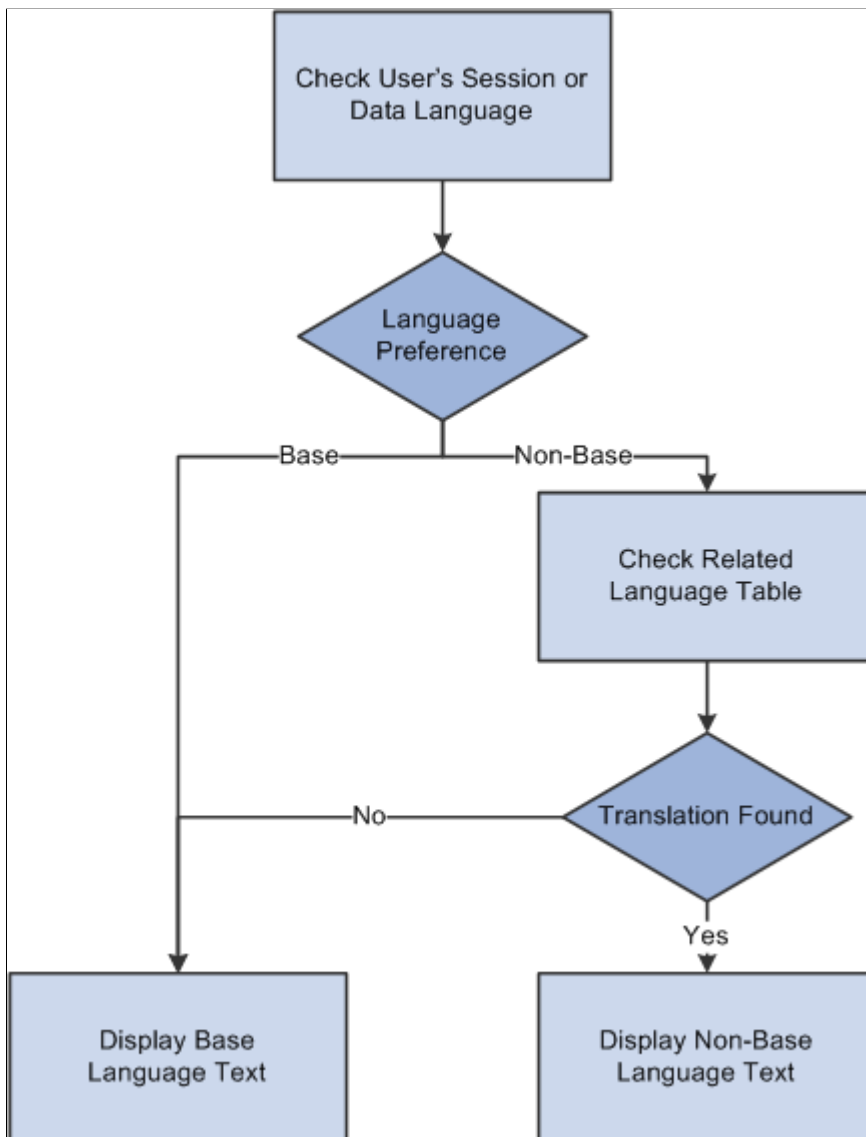 Check User's Session or
Data Language
Language
Preference
Base
Non-Base
Check Related
Language Table
No
Translation Found
Yes
Display Base
Language Text
Display Non-Base
Language Text